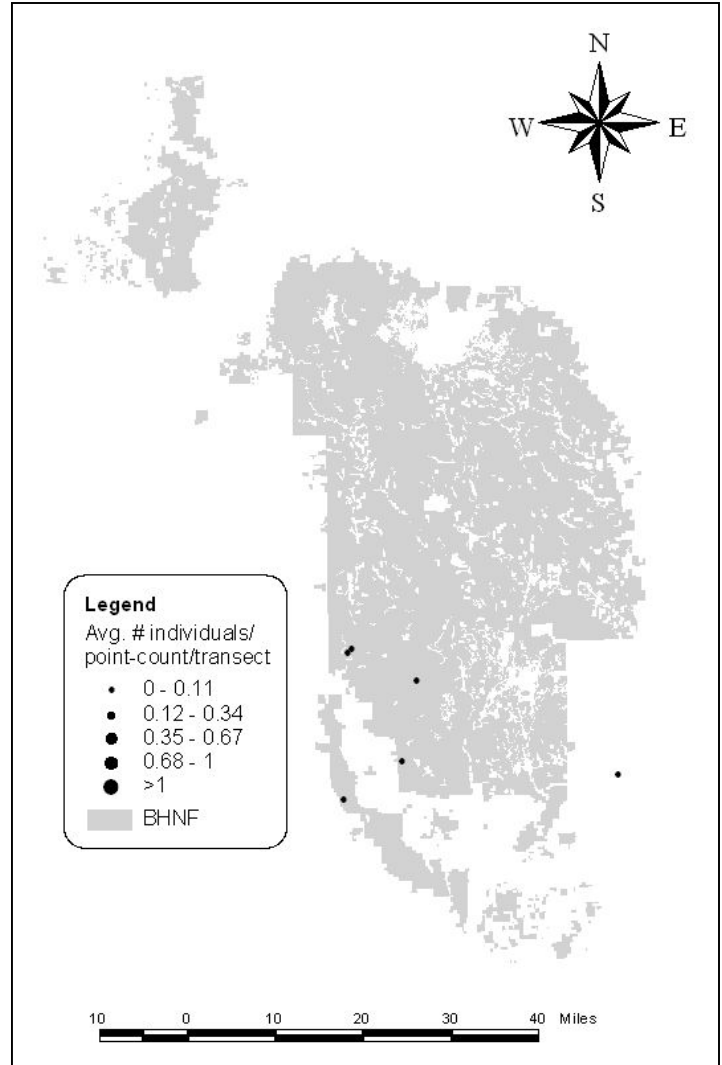 N
W E
S
Legend
Avg. # individuals/
point-count/transect
0 - 0.11
0.12 - 0.34
0.35 - 0.67
0.68 - 1
>1
BHNF
10 0 10 20 30 40 Miles